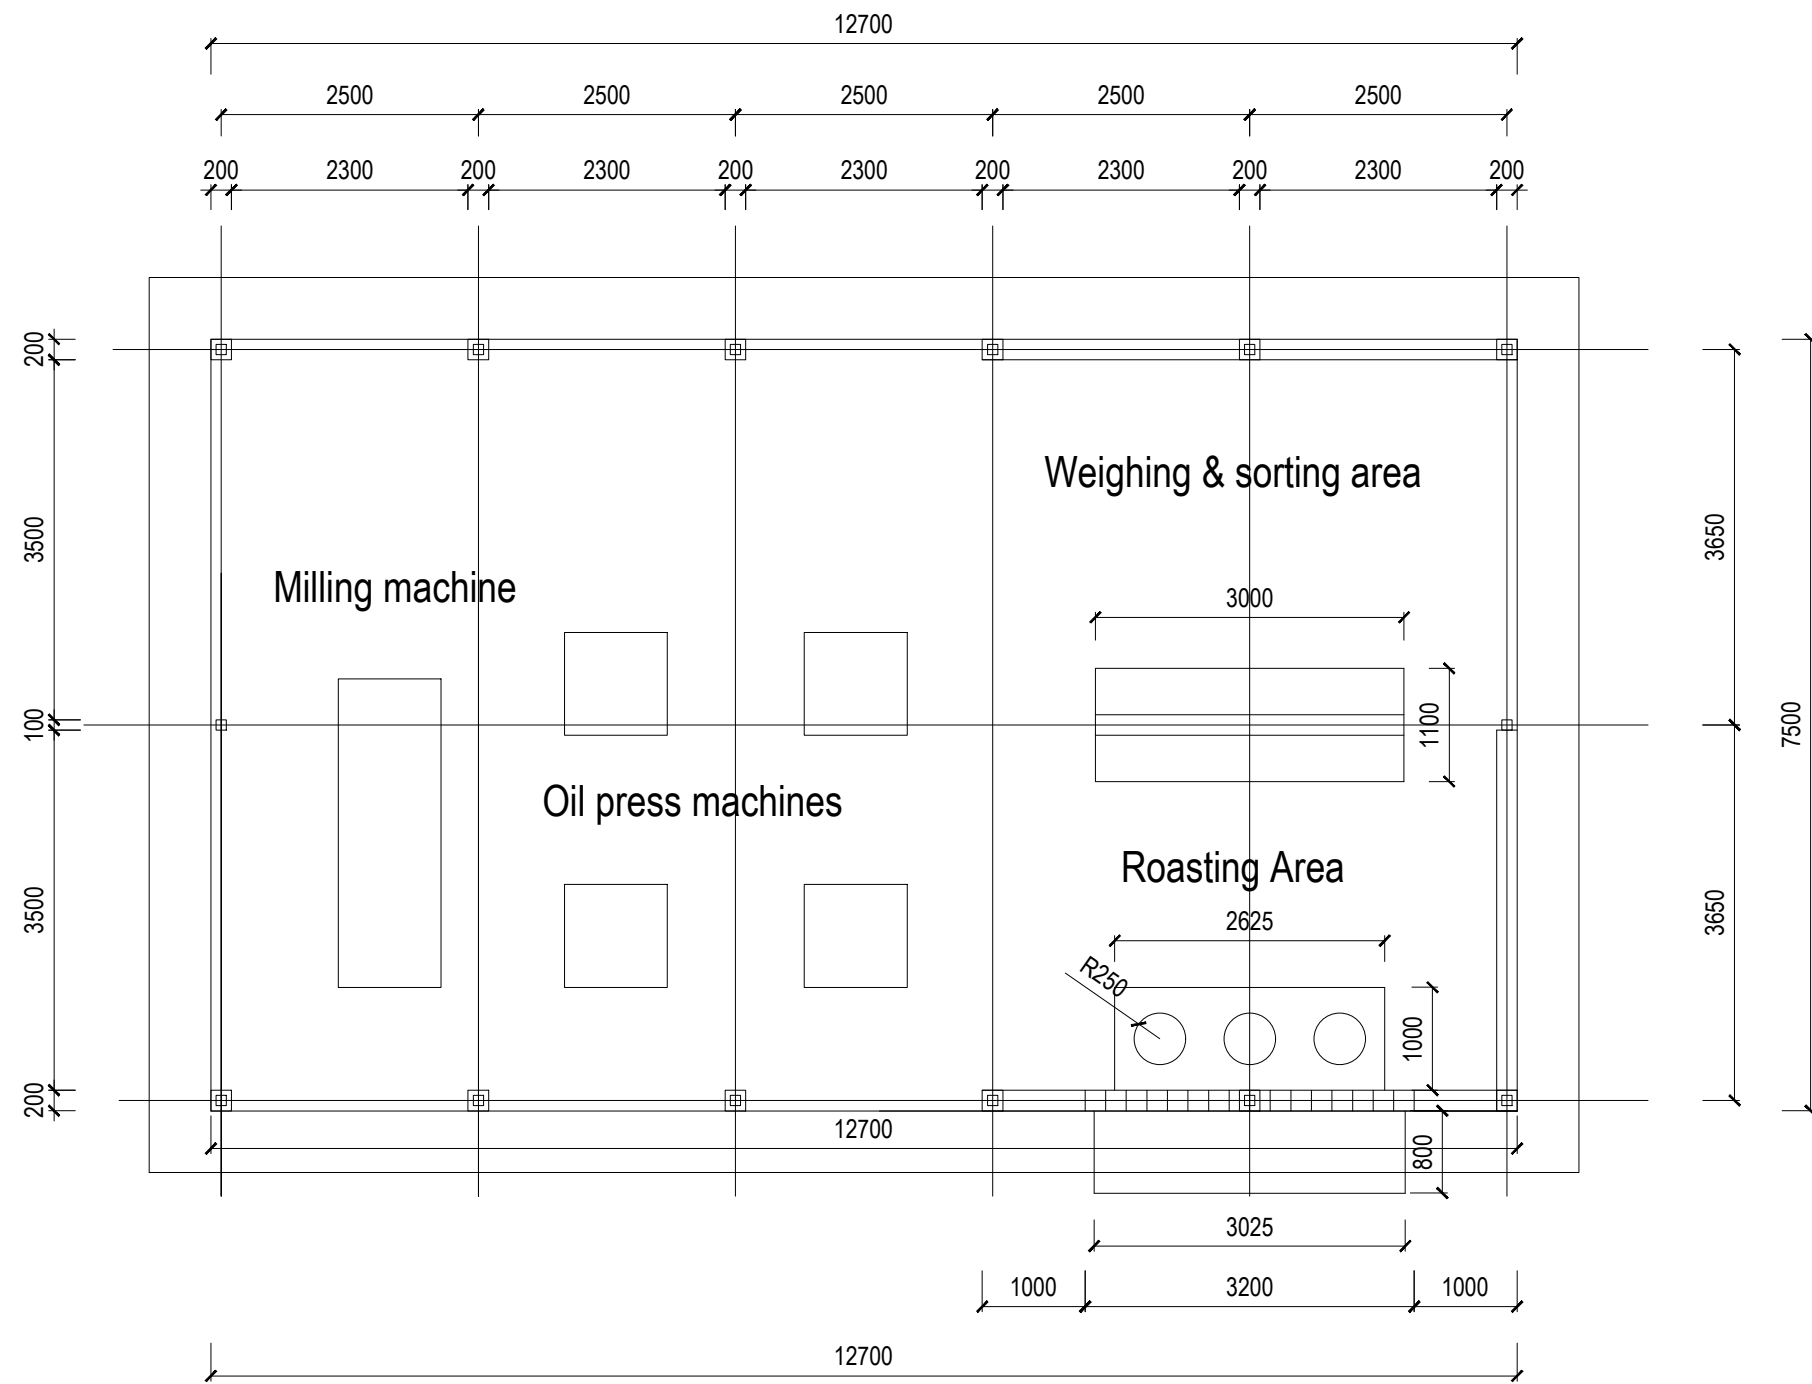 12700
2500 2500 2500 2500 2500
200 2300 200 2300 200 2300 200 2300 200 2300 200
200
3500
100
3500
200
3650
3650
7500
Weighing & sorting area
Milling machine
3000
1100
Oil press machines
Roasting Area
2625
R250
1000
12700
800
3025
1000 3200 1000
12700